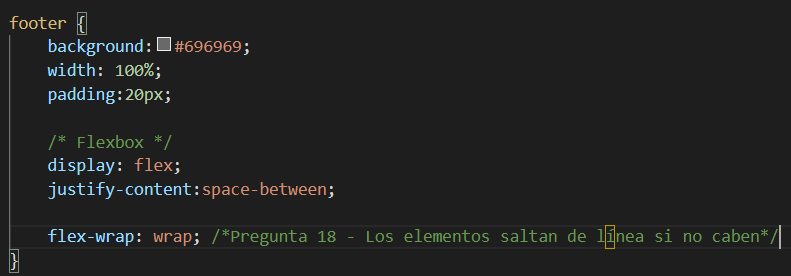 footer {
background: #696969;
width: 100%;
padding:20px;
/* Flexbox */
display: flex;
justify-content:space-between;
flex-wrap: wrap; /*Pregunta 18 - Los elementos saltan de línea si no caben*/
}